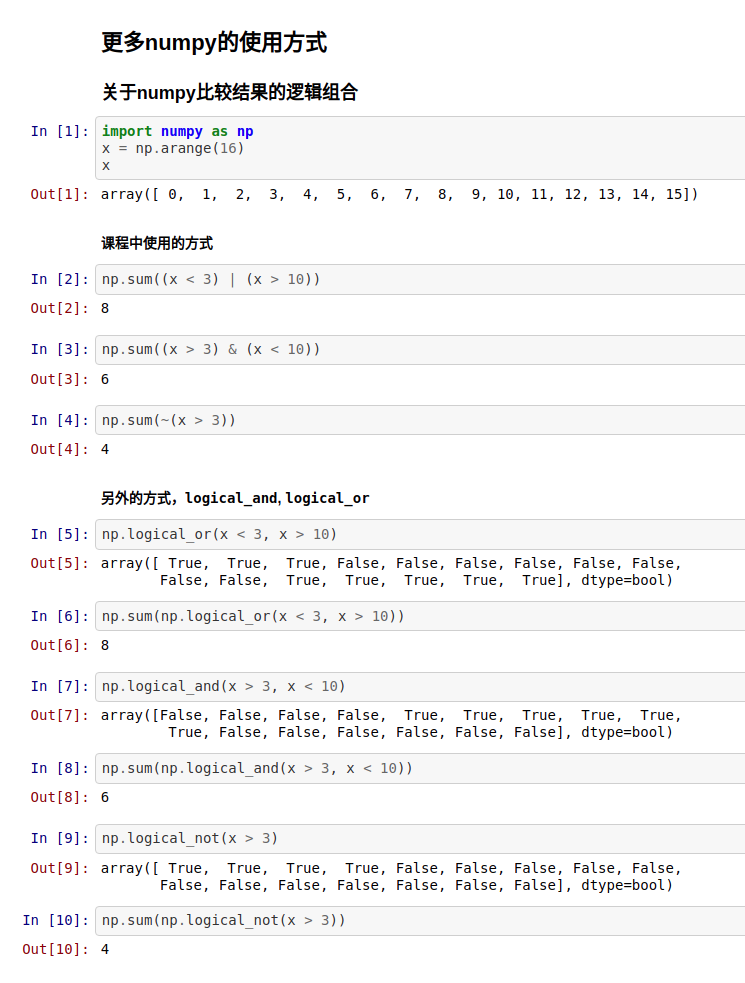 更多numpy的使用方式
关于numpy比较结果的逻辑组合
In [1]: import numpy as np
x = np.arange(16)
x
Out[1]: array([ 0,  1,  2,  3,  4,  5,  6,  7,  8,  9, 10, 11, 12, 13, 14, 15])
课程中使用的方式
In [2]: np.sum((x < 3) | (x > 10))
Out[2]: 8
In [3]: np.sum((x > 3) & (x < 10))
Out[3]: 6
In [4]: np.sum(~(x > 3))
Out[4]: 4
另外的方式，logical_and, logical_or
In [5]: np.logical_or(x < 3, x > 10)
Out[5]: array([ True,  True,  True, False, False, False, False, False, False,
False, False,  True,  True,  True,  True,  True], dtype=bool)
In [6]: np.sum(np.logical_or(x < 3, x > 10))
Out[6]: 8
In [7]: np.logical_and(x > 3, x < 10)
Out[7]: array([False, False, False, False,  True,  True,  True,  True,  True,
True, False, False, False, False, False, False], dtype=bool)
In [8]: np.sum(np.logical_and(x > 3, x < 10))
Out[8]: 6
In [9]: np.logical_not(x > 3)
Out[9]: array([ True,  True,  True,  True, False, False, False, False, False,
False, False, False, False, False, False, False], dtype=bool)
In [10]: np.sum(np.logical_not(x > 3))
Out[10]: 4